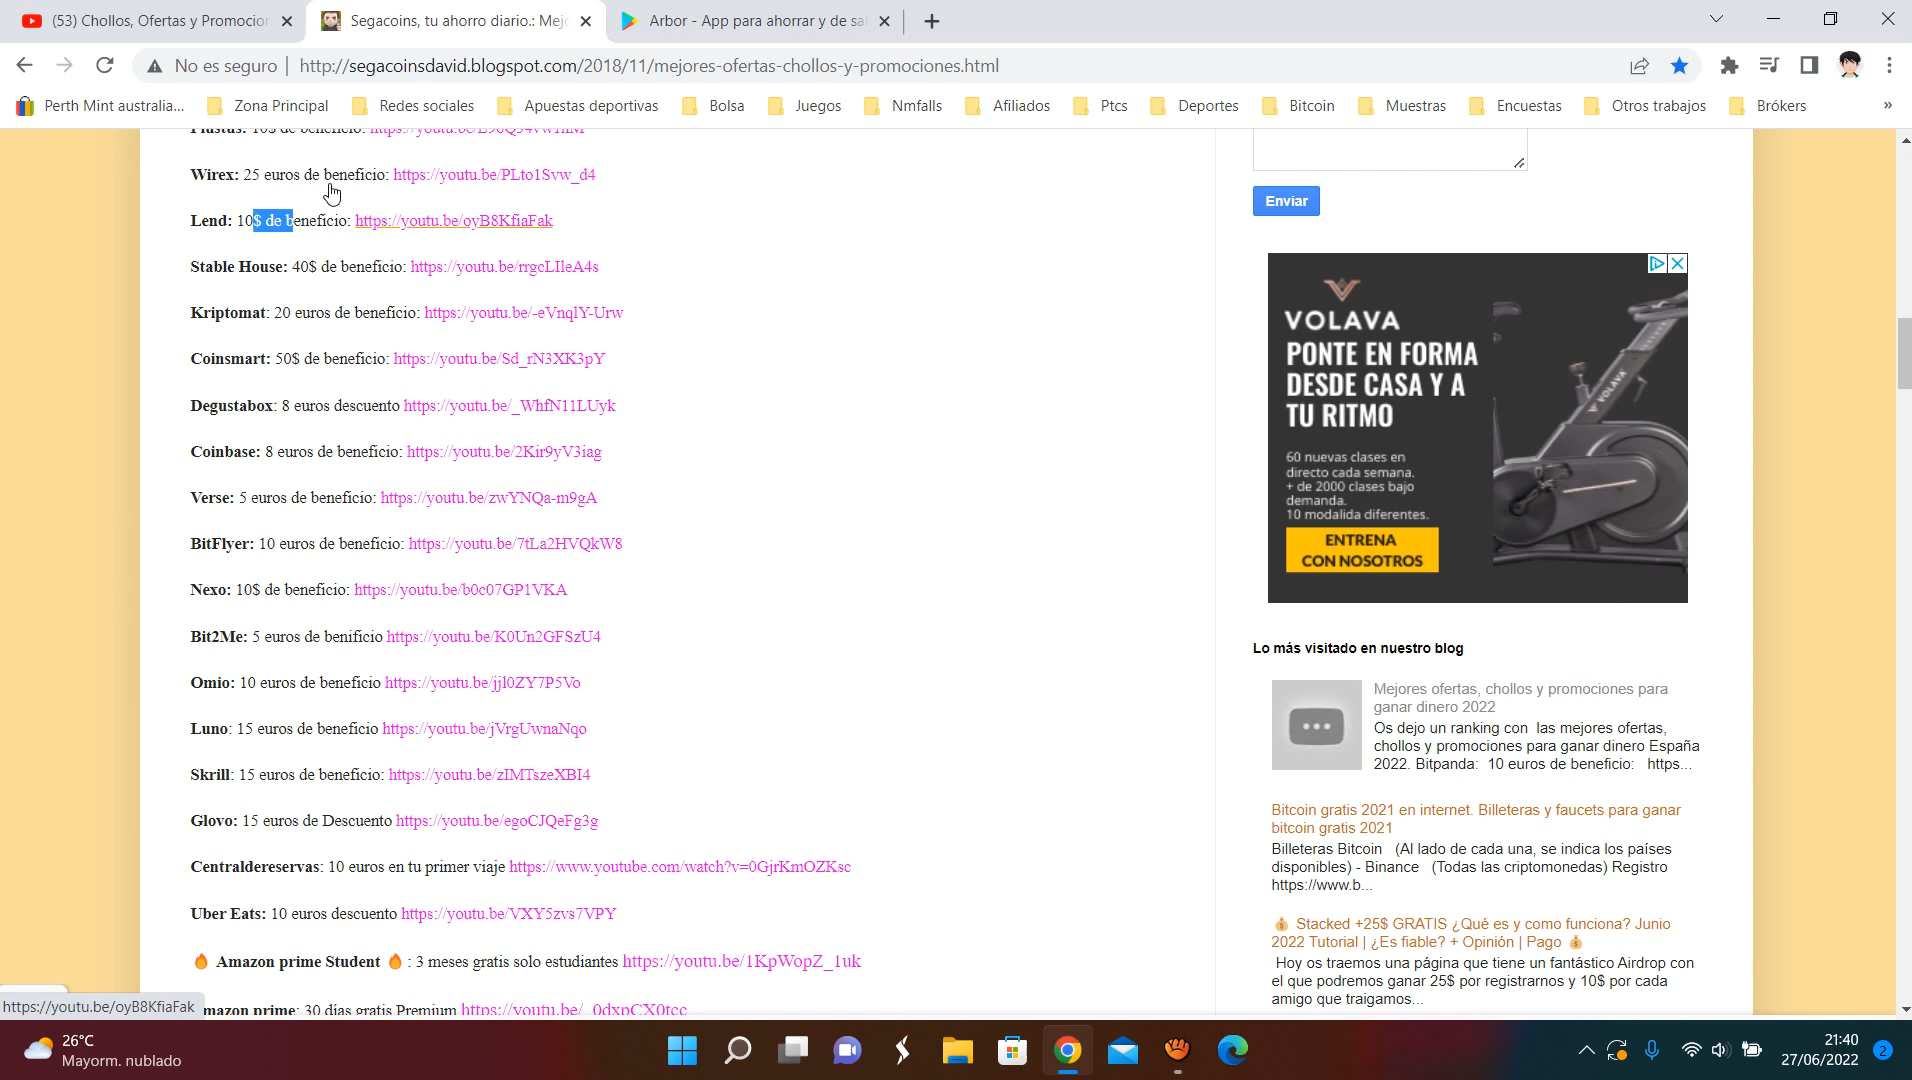 (53) Chollos, Ofertas y Promocion
Segacoins, tu ahorro diario.: Mejo
Arbor - App para ahorrar y de sal
No es seguro
http://segacoinsdavid.blogspot.com/2018/11/mejores-ofertas-chollos-y-promociones.html
Perth Mint australia... Zona Principal Redes sociales Apuestas deportivas Bolsa Juegos Nmfalls Afiliados Ptcs Deportes Bitcoin Muestras Encuestas Otros trabajos Brókers »
Wirex: 25 euros de beneficio: https://youtu.be/PLto1Svw_d4
Lend: 10$ de beneficio: https://youtu.be/oyB8KfiaFak
Stable House: 40$ de beneficio: https://youtu.be/rrgcLIleA4s
Kriptomat: 20 euros de beneficio: https://youtu.be/-eVnqlY-Urw
Coinsmart: 50$ de beneficio: https://youtu.be/Sd_rN3XK3pY
Degustabox: 8 euros descuento https://youtu.be/_WhfN11LUyk
Coinbase: 8 euros de beneficio: https://youtu.be/2Kir9yV3iag
Verse: 5 euros de beneficio: https://youtu.be/zwYNQa-m9gA
BitFlyer: 10 euros de beneficio: https://youtu.be/7tLa2HVQkW8
Nexo: 10$ de beneficio: https://youtu.be/b0c07GP1VKA
Bit2Me: 5 euros de benificio https://youtu.be/K0Un2GFSzU4
Omio: 10 euros de beneficio https://youtu.be/jjl0ZY7P5Vo
Luno: 15 euros de beneficio https://youtu.be/jVrgUwnaNqo
Skrill: 15 euros de beneficio: https://youtu.be/zIMTszeXBI4
Glovo: 15 euros de Descuento https://youtu.be/egoCJQeFg3g
Centraldereservas: 10 euros en tu primer viaje https://www.youtube.com/watch?v=0GjrKmOZKsc
Uber Eats: 10 euros descuento https://youtu.be/VXY5zvs7VPY
🔥 Amazon prime Student 🔥 : 3 meses gratis solo estudiantes https://youtu.be/1KpWopZ_1uk
mazon prime: 30 días gratis Premium https://youtu.be/_0dxpCX0tcc
https://youtu.be/oyB8KfiaFak
Enviar
VOLAVA
PONTE EN FORMA
DESDE CASA Y A
TU RITMO
60 nuevas clases en
directo cada semana.
+ de 2000 clases bajo
demanda.
10 modalida diferentes.
ENTRENA
CON NOSOTROS
VOLAVA
Lo más visitado en nuestro blog
Mejores ofertas, chollos y promociones para
ganar dinero 2022
Os dejo un ranking con las mejores ofertas,
chollos y promociones para ganar dinero España
2022. Bitpanda: 10 euros de beneficio: https...
Bitcoin gratis 2021 en internet. Billeteras y faucets para ganar
bitcoin gratis 2021
Billeteras Bitcoin (Al lado de cada una, se indica los países
disponibles) - Binance (Todas las criptomonedas) Registro
https://www.b...
💰 Stacked +25$ GRATIS ¿Qué es y como funciona? Junio
2022 Tutorial | ¿Es fiable? + Opinión | Pago 💰
Hoy os traemos una página que tiene un fantástico Airdrop con
el que podremos ganar 25$ por registrarnos y 10$ por cada
amigo que traigamos...
26°C
Mayorm. nublado
21:40
27/06/2022
2